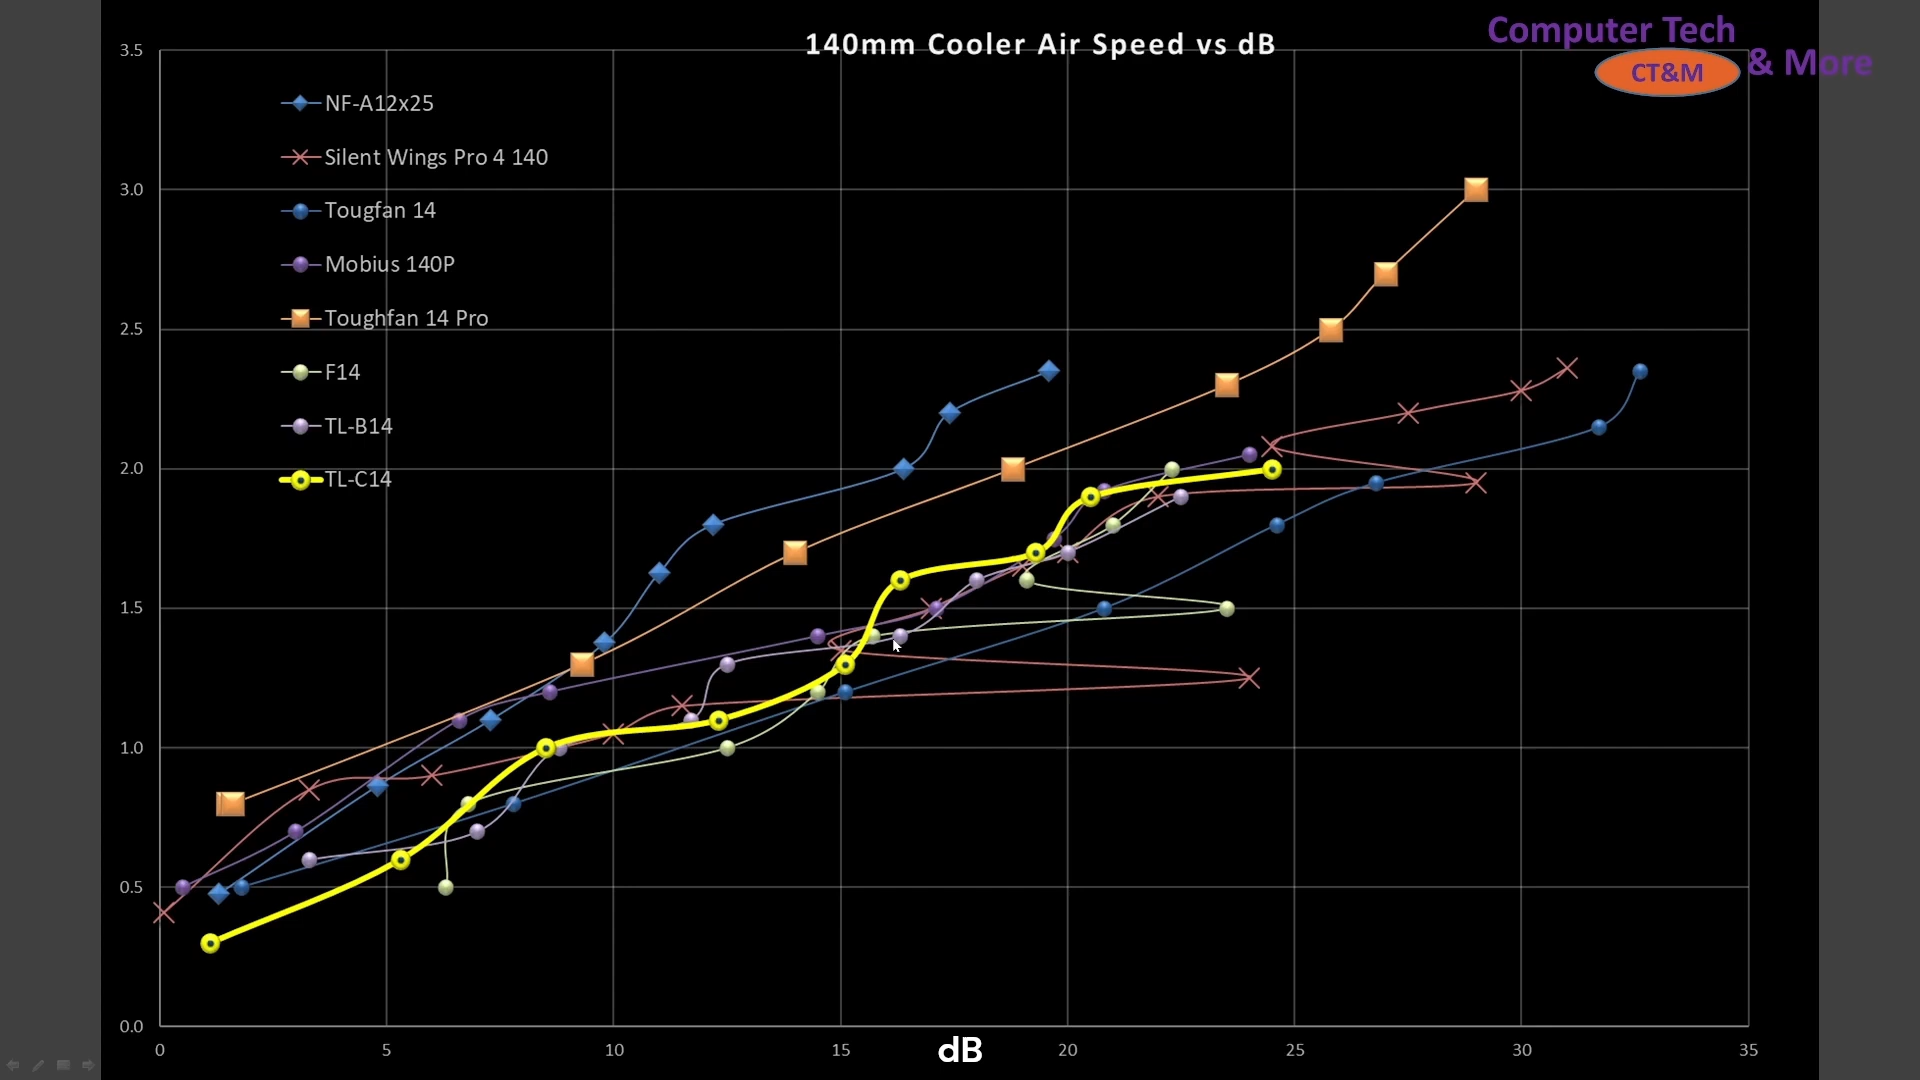 Computer Tech
& More
CT&M
140mm Cooler Air Speed vs dB
3.5
3.0
2.5
2.0
1.5
1.0
0.5
0.0
NF-A12x25
Silent Wings Pro 4 140
Tougfan 14
Mobius 140P
Toughfan 14 Pro
F14
TL-B14
TL-C14
0 5 10 15 20 25 30 35
dB